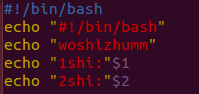 #!/bin/bash
echo "#!/bin/bash"
echo "woshizhumm"
echo "1shi:"$1
echo "2shi:"$2